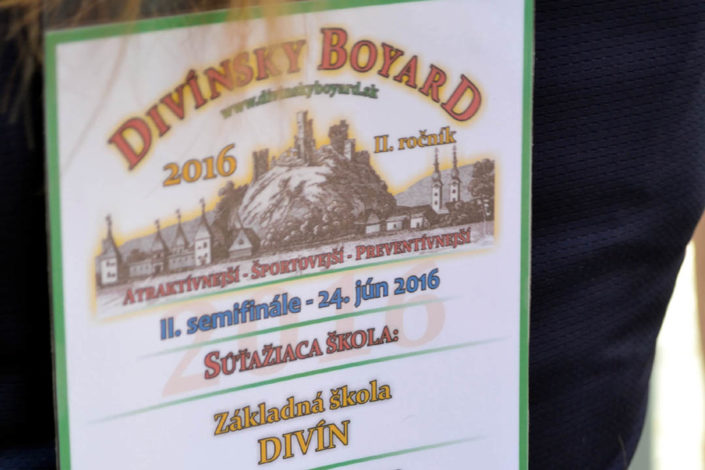 DIVÍNSKY BOYARD
www.divinskyboyard.sk
2016 II. ročník
ATRAKTÍVNEJŠÍ - ŠPORTOVEJŠÍ - PREVENTÍVNEJŠÍ
II. semifinále - 24. jún 2016
2016
SÚŤAŽIACA ŠKOLA:
Základná škola
DIVÍN